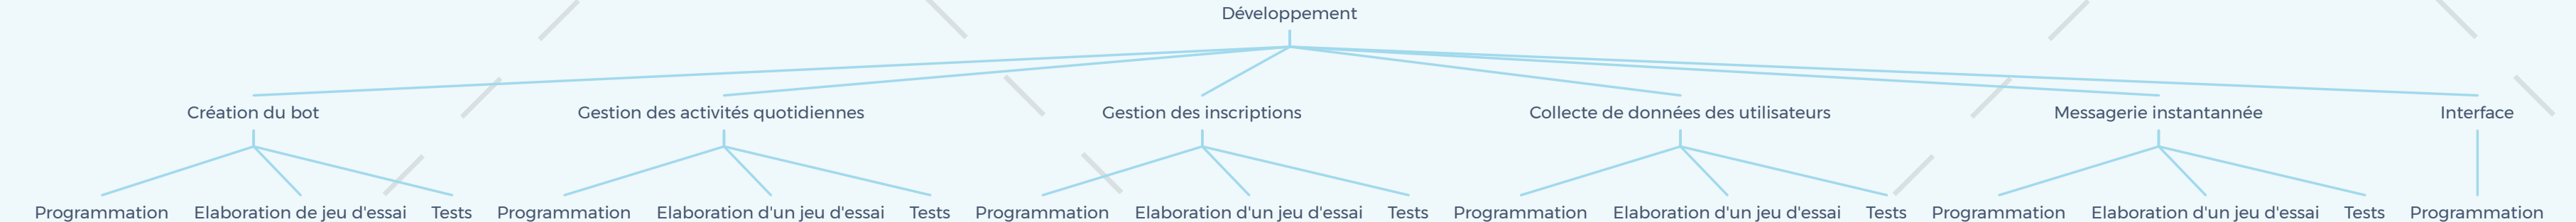 Développement
Création du bot
Gestion des activités quotidiennes
Gestion des inscriptions
Collecte de données des utilisateurs
Messagerie instantannée
Interface
Programmation
Elaboration de jeu d'essai
Tests
Programmation
Elaboration d'un jeu d'essai
Tests
Programmation
Elaboration d'un jeu d'essai
Tests
Programmation
Elaboration d'un jeu d'essai
Tests
Programmation
Elaboration d'un jeu d'essai
Tests
Programmation